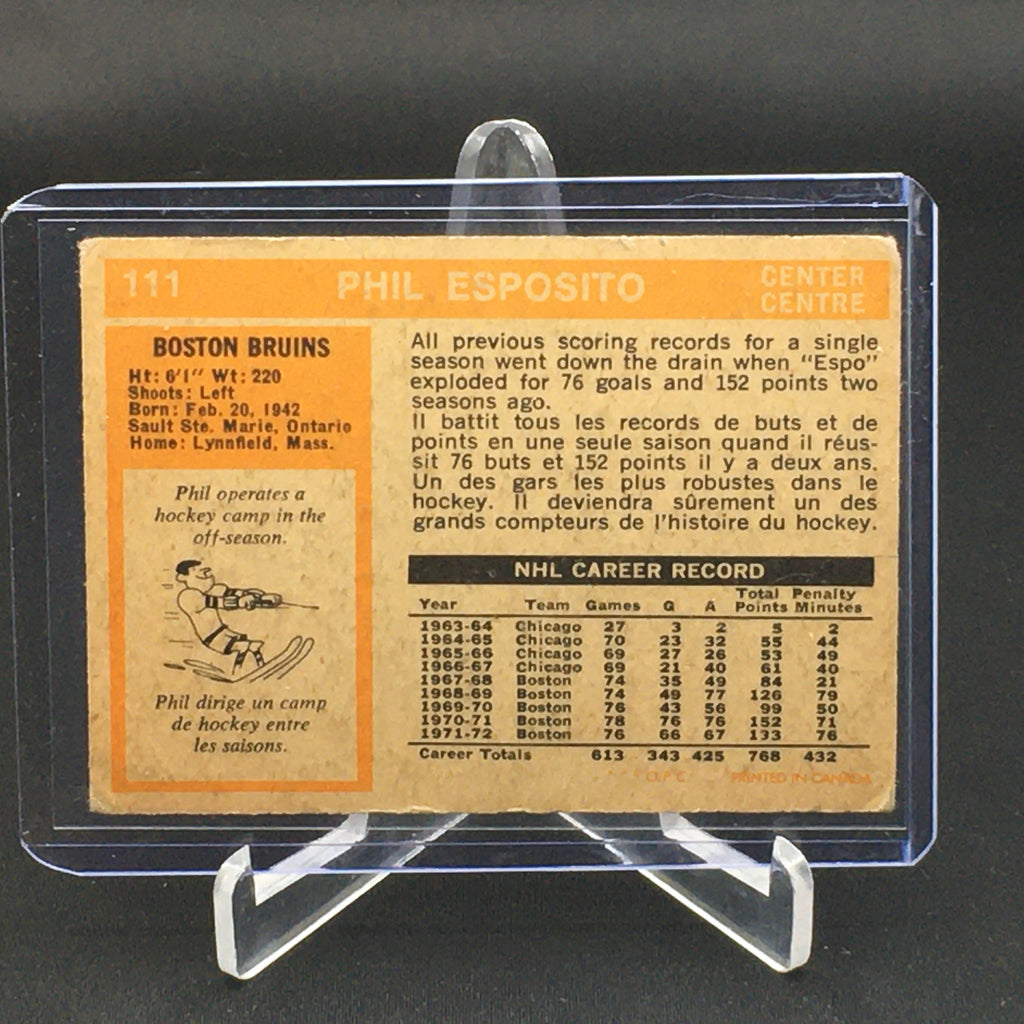 111 PHIL ESPOSITO CENTER
CENTRE
BOSTON BRUINS
Ht: 6'1" Wt: 220
Shoots: Left
Born: Feb. 20, 1942
Sault Ste. Marie, Ontario
Home: Lynnfield, Mass.
Phil operates a
hockey camp in the
off-season.
Phil dirige un camp
de hockey entre
les saisons.
All previous scoring records for a single
season went down the drain when "Espo"
exploded for 76 goals and 152 points two
seasons ago.
Il battit tous les records de buts et de
points en une seule saison quand il réus-
sit 76 buts et 152 points il y a deux ans.
Un des gars les plus robustes dans le
hockey. Il deviendra sûrement un des
grands compteurs de l'histoire du hockey.
NHL CAREER RECORD
Year Team Games G A Total Points Penalty Minutes
1963-64 Chicago 27 3 2 5 2
1964-65 Chicago 70 23 32 55 44
1965-66 Chicago 69 27 26 53 49
1966-67 Chicago 69 21 40 61 40
1967-68 Boston 74 35 49 84 21
1968-69 Boston 74 49 77 126 79
1969-70 Boston 76 43 56 99 50
1970-71 Boston 78 76 76 152 71
1971-72 Boston 76 66 67 133 76
Career Totals 613 343 425 768 432
O.P.C. PRINTED IN CANADA